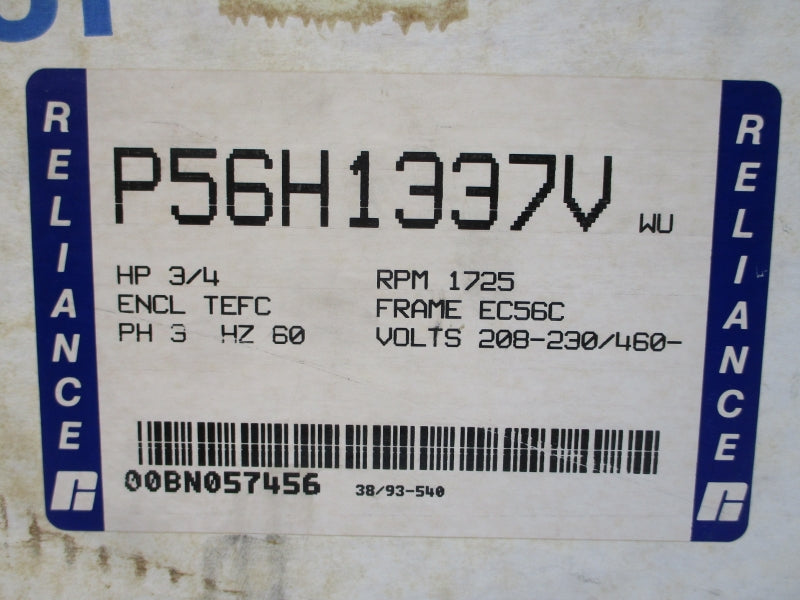 RELIANCE
P56H1337V WU
HP 3/4 RPM 1725
ENCL TEFC FRAME EC56C
PH 3 HZ 60 VOLTS 208-230/460-
00BN057456 38/93-540
RELIANCE